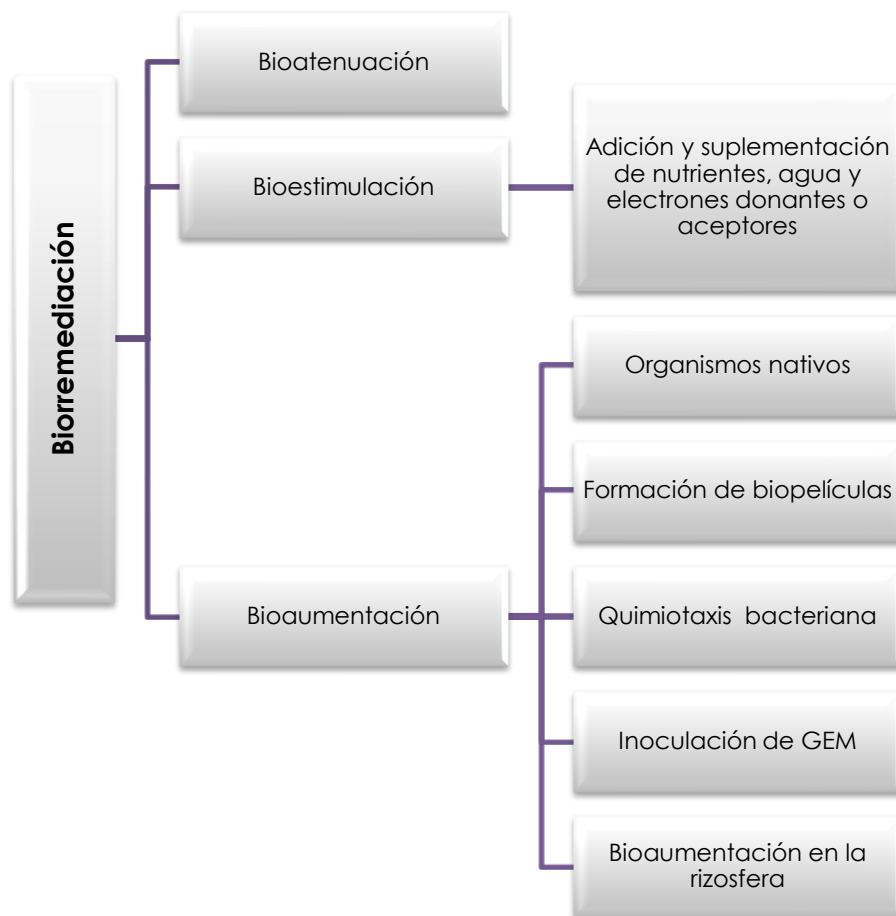 Biorremediación
Bioatenuación
Bioestimulación
Adición y suplementación
de nutrientes, agua y
electrones donantes o
aceptores
Bioaumentación
Organismos nativos
Formación de biopelículas
Quimiotaxis bacteriana
Inoculación de GEM
Bioaumentación en la
rizosfera